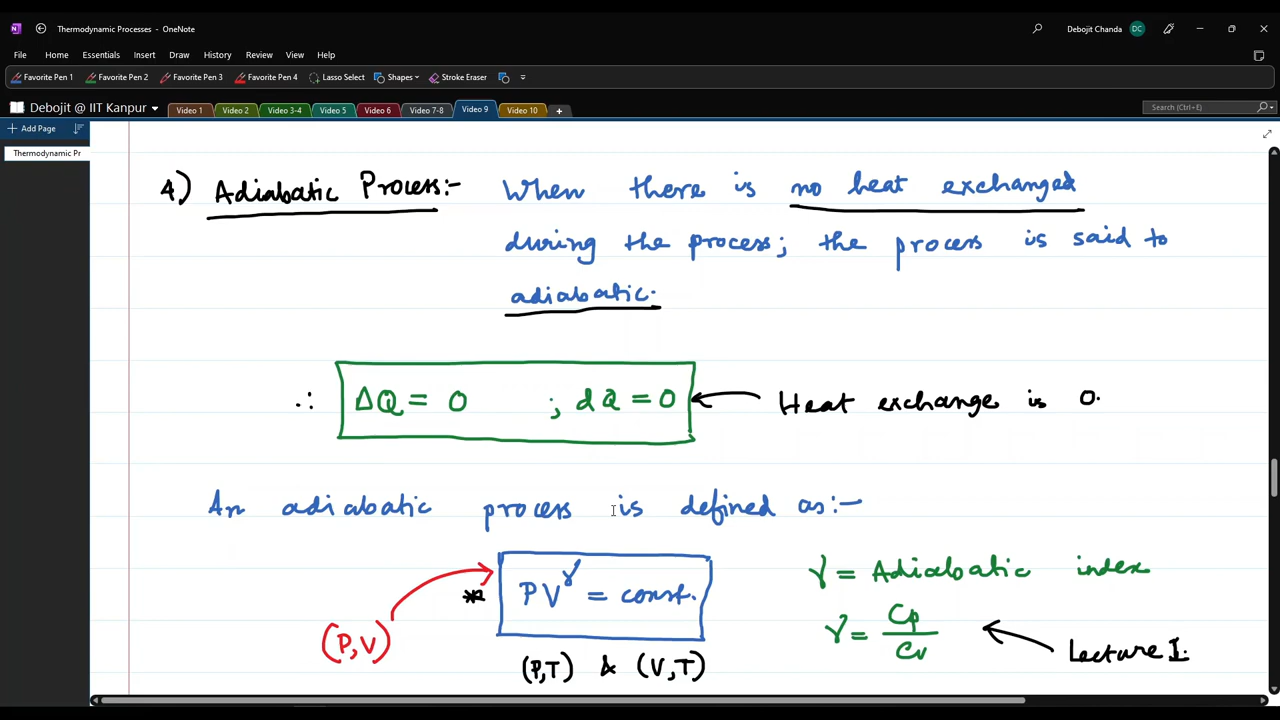 Thermodynamic Processes - OneNote
Debojit Chanda DC
File Home Essentials Insert Draw History Review View Help
Favorite Pen 1 Favorite Pen 2 Favorite Pen 3 Favorite Pen 4 Lasso Select Shapes Stroke Eraser
Debojit @ IIT Kanpur Video 1 Video 2 Video 3-4 Video 5 Video 6 Video 7-8 Video 9 Video 10 Search (Ctrl+E)
Add Page
Thermodynamic Pr
4) Adiabatic Process:- When there is no heat exchanged
during the process; the process is said to
adiabatic.
∴ ΔQ = 0 ; dQ = 0 Heat exchange is 0.
An adiabatic process is defined as:-
* PV^γ = const. γ = Adiabatic index
(P,V) γ = Cp/Cv Lecture I.
(P,T) & (V,T)